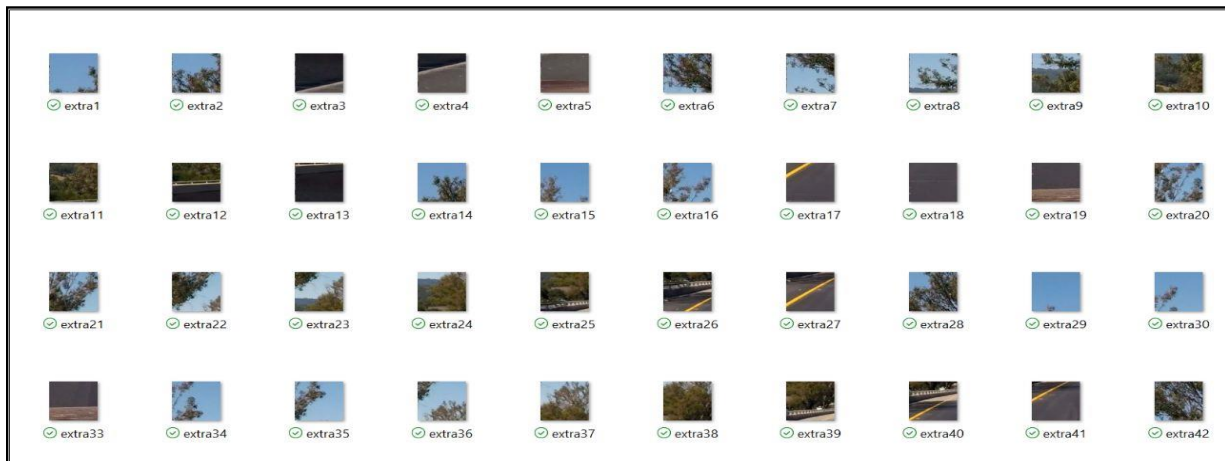 extra1 extra2 extra3 extra4 extra5 extra6 extra7 extra8 extra9 extra10
extra11 extra12 extra13 extra14 extra15 extra16 extra17 extra18 extra19 extra20
extra21 extra22 extra23 extra24 extra25 extra26 extra27 extra28 extra29 extra30
extra33 extra34 extra35 extra36 extra37 extra38 extra39 extra40 extra41 extra42